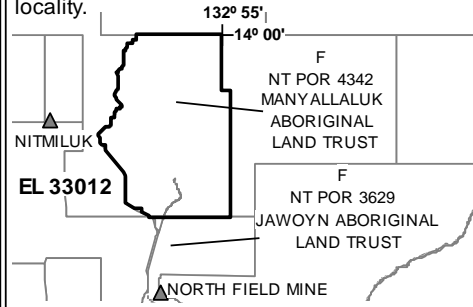 locality.
132º 55'
14º 00'
F
NT POR 4342
MANYALLALUK
ABORIGINAL
LAND TRUST
NITMILUK
EL 33012
F
NT POR 3629
JAWOYN ABORIGINAL
LAND TRUST
NORTH FIELD MINE